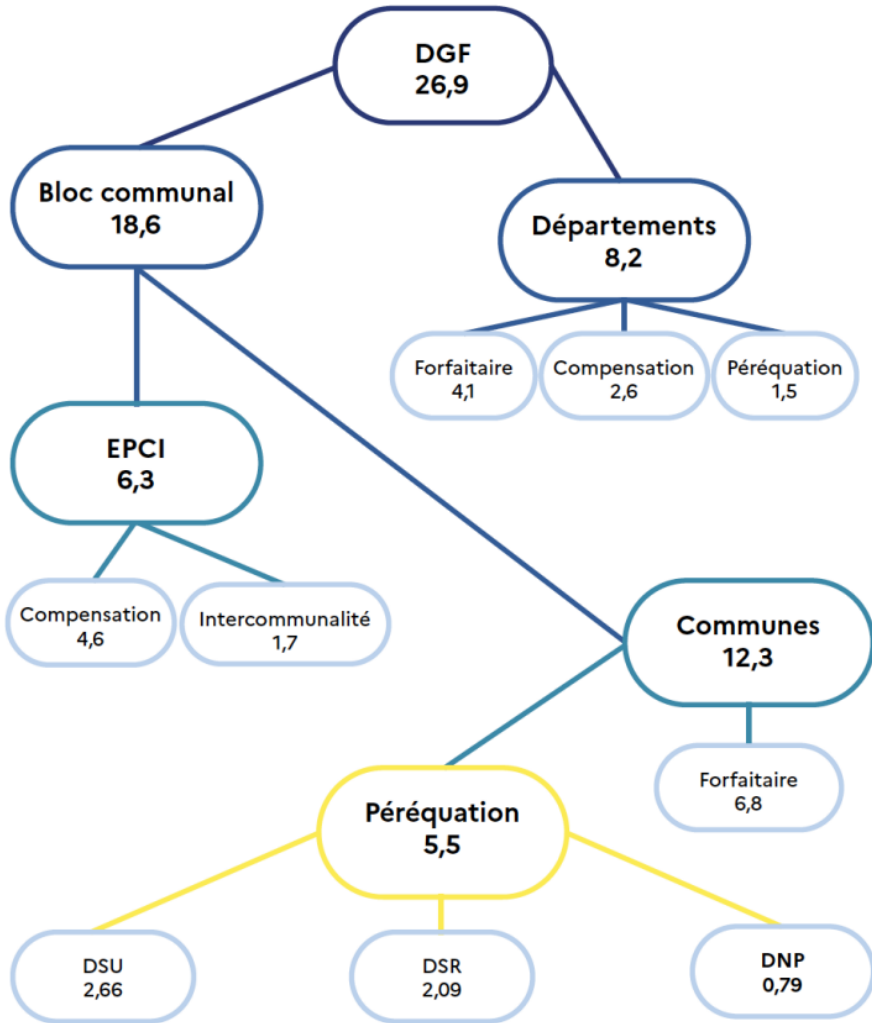 DGF
26,9
Bloc communal
18,6
Départements
8,2
Forfaitaire
4,1
Compensation
2,6
Péréquation
1,5
EPCI
6,3
Compensation
4,6
Intercommunalité
1,7
Communes
12,3
Forfaitaire
6,8
Péréquation
5,5
DSU
2,66
DSR
2,09
DNP
0,79